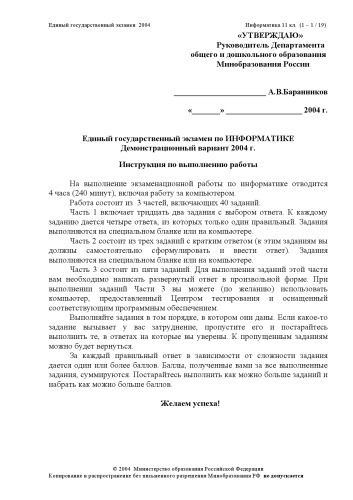 Единый государственный экзамен 2004 Информатика 11 кл (1 – 1 / 19)
«УТВЕРЖДАЮ»
Руководитель Департамента
общего и дошкольного образования
Минобразования России
______________________ А.В.Баранников
«_______» __________________ 2004 г.
Единый государственный экзамен по ИНФОРМАТИКЕ
Демонстрационный вариант 2004 г.
Инструкция по выполнению работы
На выполнение экзаменационной работы по информатике отводится
4 часа (240 минут), включая работу за компьютером.
Работа состоит из 3 частей, включающих 40 заданий.
Часть 1 включает тридцать два задания с выбором ответа. К каждому
заданию дается четыре ответа, из которых только один правильный. Задания
выполняются на специальном бланке или на компьютере.
Часть 2 состоит из трех заданий с кратким ответом (к этим заданиям вы
должны самостоятельно сформулировать и ввести ответ). Задания
выполняются на специальном бланке или на компьютере.
Часть 3 состоит из пяти заданий. Для выполнения заданий этой части
вам необходимо написать развернутый ответ в произвольной форме. При
выполнении заданий Части 3 вы можете (по желанию) использовать
компьютер, предоставленный Центром тестирования и оснащенный
соответствующим программным обеспечением.
Выполняйте задания в том порядке, в котором они даны. Если какое-то
задание вызывает у вас затруднение, пропустите его и постарайтесь
выполнить те, в ответах на которые вы уверены. К пропущенным заданиям
можно будет вернуться.
За каждый правильный ответ в зависимости от сложности задания
дается один или более баллов. Баллы, полученные вами за все выполненные
задания, суммируются. Постарайтесь выполнить как можно больше заданий и
набрать как можно больше баллов.
Желаем успеха!
© 2004 Министерство образования Российской Федерации
Копирование и распространение без письменного разрешения Минобразования РФ не допускается